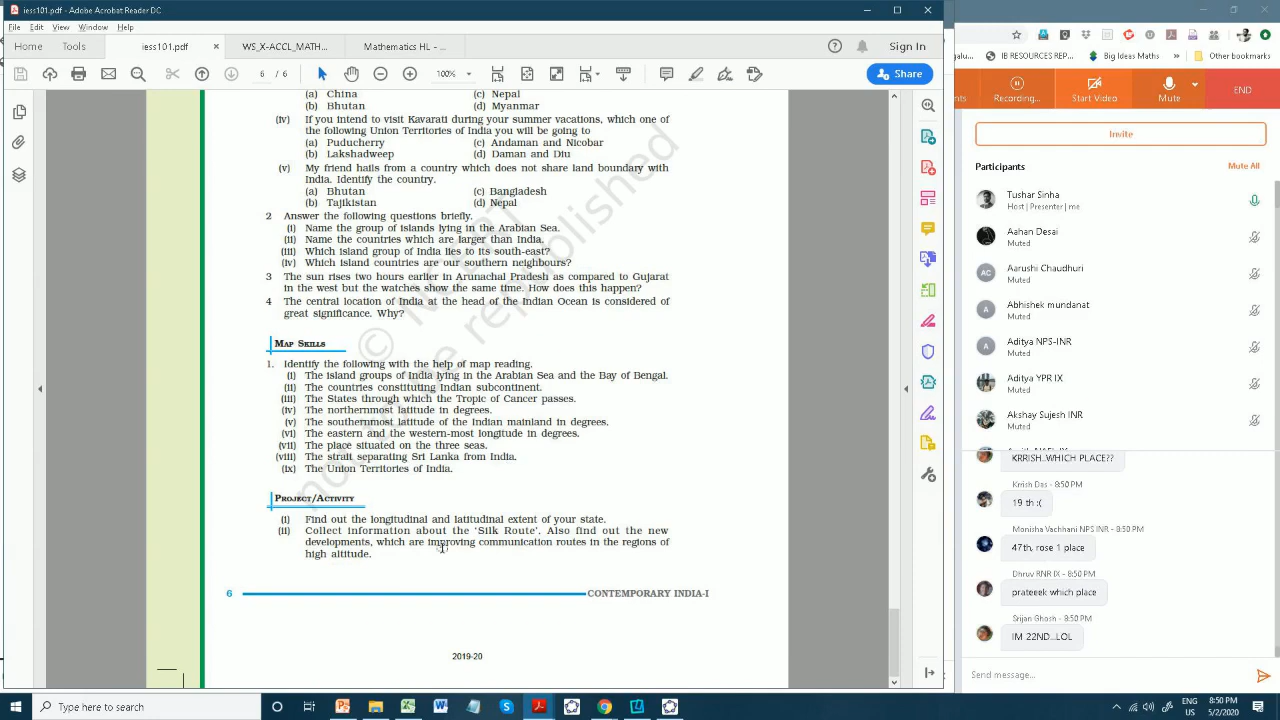 iess101.pdf - Adobe Acrobat Reader DC
File Edit View Window Help
Home Tools iess101.pdf × WS_X-ACCL_MATH... Mathematics HL - ... Sign In
6 / 6 100% Share
(a) China (c) Nepal
(b) Bhutan (d) Myanmar
(iv) If you intend to visit Kavarati during your summer vacations, which one of
the following Union Territories of India you will be going to
(a) Puducherry (c) Andaman and Nicobar
(b) Lakshadweep (d) Daman and Diu
(v) My friend hails from a country which does not share land boundary with
India. Identify the country.
(a) Bhutan (c) Bangladesh
(b) Tajikistan (d) Nepal
2 Answer the following questions briefly.
(i) Name the group of islands lying in the Arabian Sea.
(ii) Name the countries which are larger than India.
(iii) Which island group of India lies to its south-east?
(iv) Which island countries are our southern neighbours?
3 The sun rises two hours earlier in Arunachal Pradesh as compared to Gujarat
in the west but the watches show the same time. How does this happen?
4 The central location of India at the head of the Indian Ocean is considered of
great significance. Why?
MAP SKILLS
1. Identify the following with the help of map reading.
(i) The island groups of India lying in the Arabian Sea and the Bay of Bengal.
(ii) The countries constituting Indian subcontinent.
(iii) The States through which the Tropic of Cancer passes.
(iv) The northernmost latitude in degrees.
(v) The southernmost latitude of the Indian mainland in degrees.
(vi) The eastern and the western-most longitude in degrees.
(vii) The place situated on the three seas.
(viii) The strait separating Sri Lanka from India.
(ix) The Union Territories of India.
PROJECT/ACTIVITY
(i) Find out the longitudinal and latitudinal extent of your state.
(ii) Collect information about the ‘Silk Route’. Also find out the new
developments, which are improving communication routes in the regions of
high altitude.
6 CONTEMPORARY INDIA-I
2019-20
not to be republished
IB RESOURCES REP... Big Ideas Maths » Other bookmarks
Recording... Start Video Mute END
Invite
Participants Mute All
Tushar Sinha
Host | Presenter | me
Aahan Desai
Muted
AC Aarushi Chaudhuri
Muted
A Abhishek mundanat
Muted
A Aditya NPS-INR
Muted
Aditya YPR IX
Muted
Akshay Sujesh INR
Muted
KRRISH..WHICH PLACE??
Krrish Das - 8:50 PM
19 th :(
Monisha Vachhani NPS INR - 8:50 PM
47th, rose 1 place
Dhruv RNR IX - 8:50 PM
prateeek which place
Srijan Ghosh - 8:50 PM
IM 22ND...LOL
Send message...
Type here to search
ENG
US
8:50 PM
5/2/2020